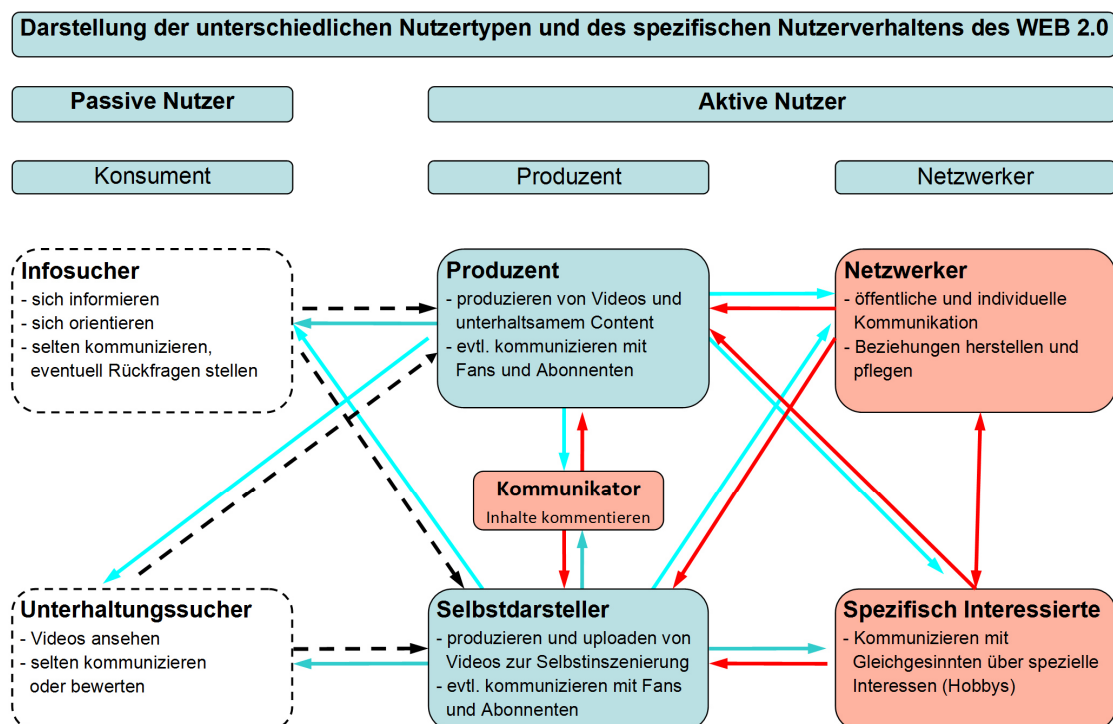 Darstellung der unterschiedlichen Nutzertypen und des spezifischen Nutzerverhaltens des WEB 2.0
Passive Nutzer
Aktive Nutzer
Konsument
Produzent
Netzwerker
Infosucher
- sich informieren
- sich orientieren
- selten kommunizieren,
eventuell Rückfragen stellen
Produzent
- produzieren von Videos und
unterhaltsamem Content
- evtl. kommunizieren mit
Fans und Abonnenten
Netzwerker
- öffentliche und individuelle
Kommunikation
- Beziehungen herstellen und
pflegen
Kommunikator
Inhalte kommentieren
Unterhaltungssucher
- Videos ansehen
- selten kommunizieren
oder bewerten
Selbstdarsteller
- produzieren und uploaden von
Videos zur Selbstinszenierung
- evtl. kommunizieren mit Fans
und Abonnenten
Spezifisch Interessierte
- Kommunizieren mit
Gleichgesinnten über spezielle
Interessen (Hobbys)